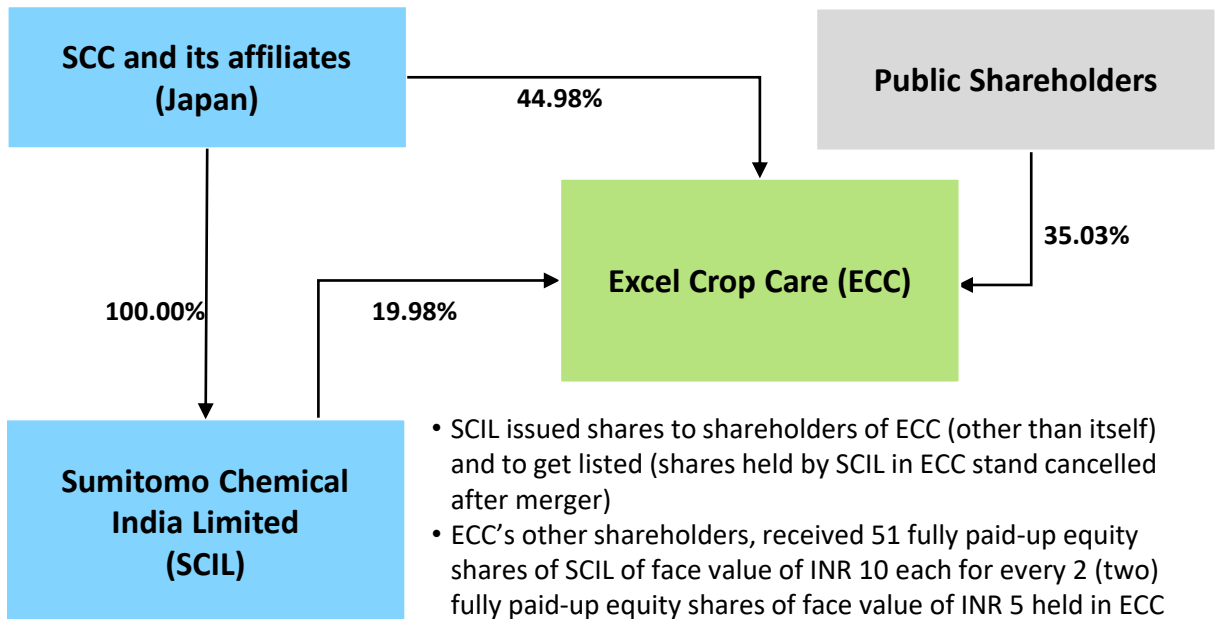 SCC and its affiliates
(Japan)
Public Shareholders
44.98%
35.03%
Excel Crop Care (ECC)
100.00%
19.98%
Sumitomo Chemical
India Limited
(SCIL)
• SCIL issued shares to shareholders of ECC (other than itself)
and to get listed (shares held by SCIL in ECC stand cancelled
after merger)
• ECC's other shareholders, received 51 fully paid-up equity
shares of SCIL of face value of INR 10 each for every 2 (two)
fully paid-up equity shares of face value of INR 5 held in ECC